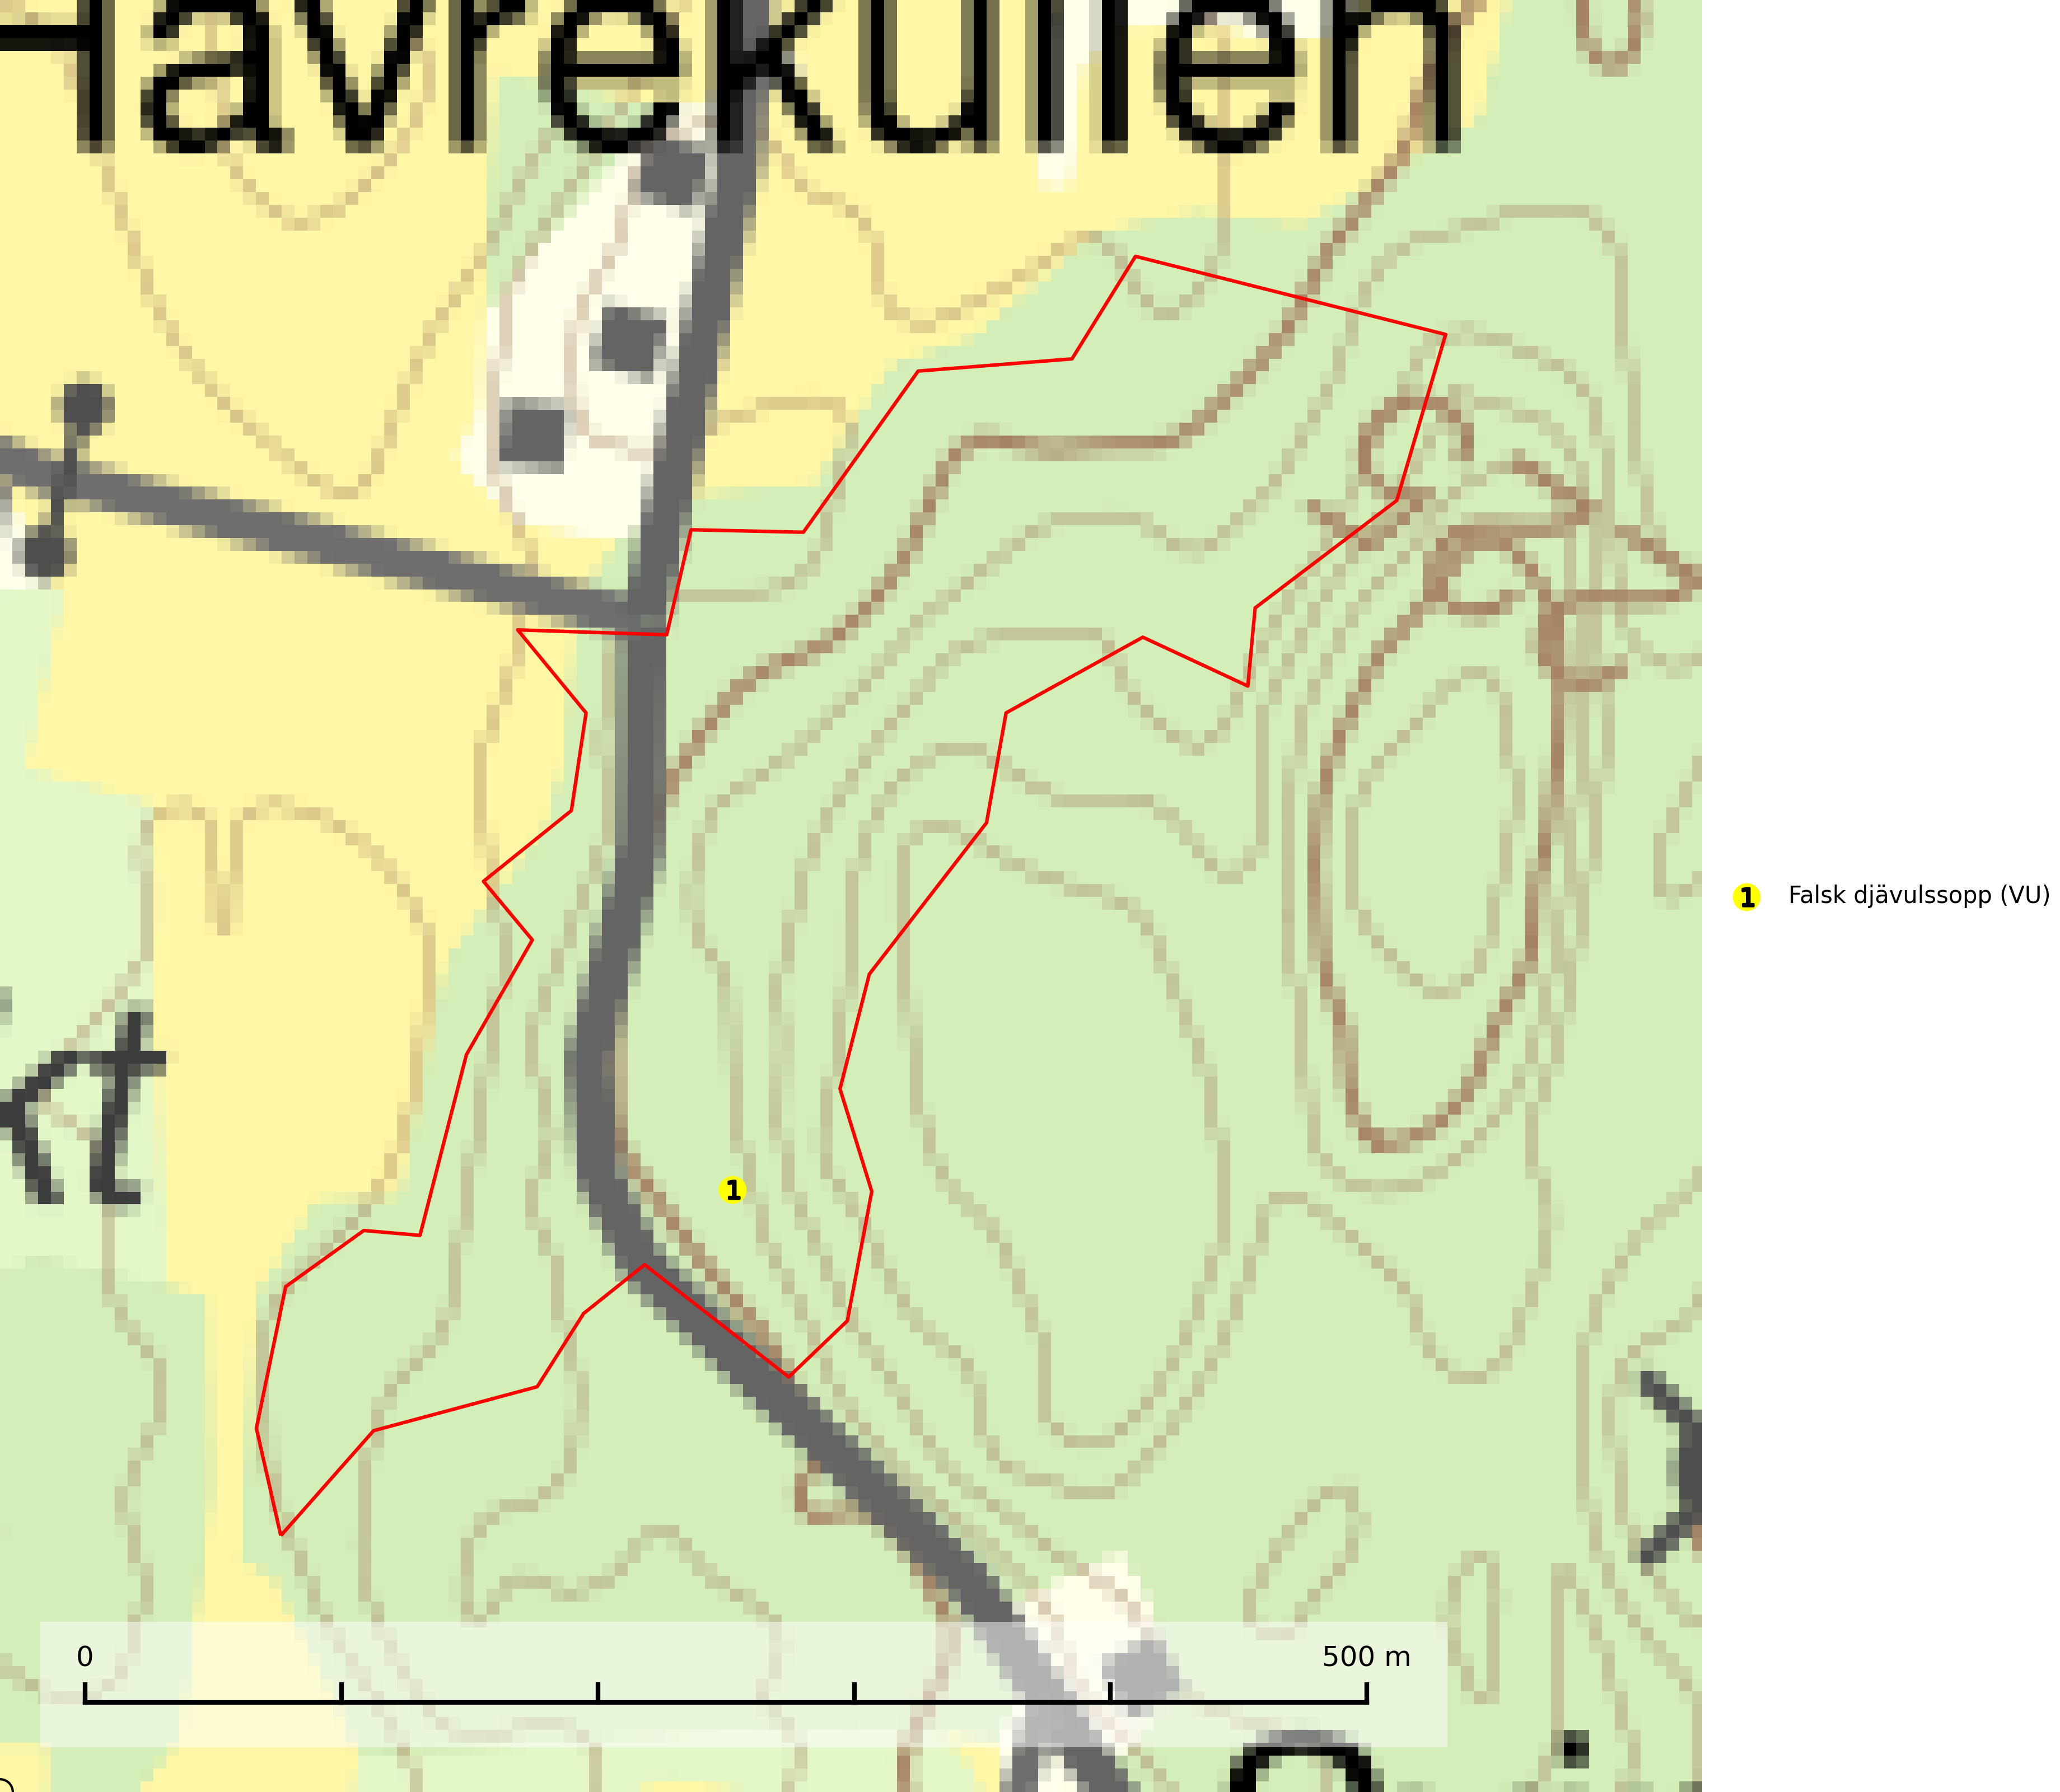 Havrekullen
1 Falsk djävulssopp (VU)
1
0 500 m